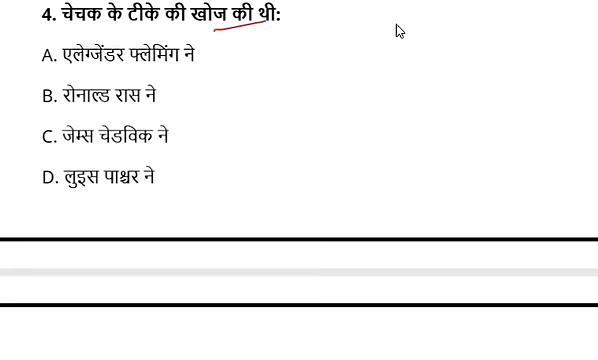 4. चेचक के टीके की खोज की थी:
A. एलेग्जेंडर फ्लेमिंग ने
B. रोनाल्ड रास ने
C. जेम्स चेडविक ने
D. लुइस पाश्चर ने